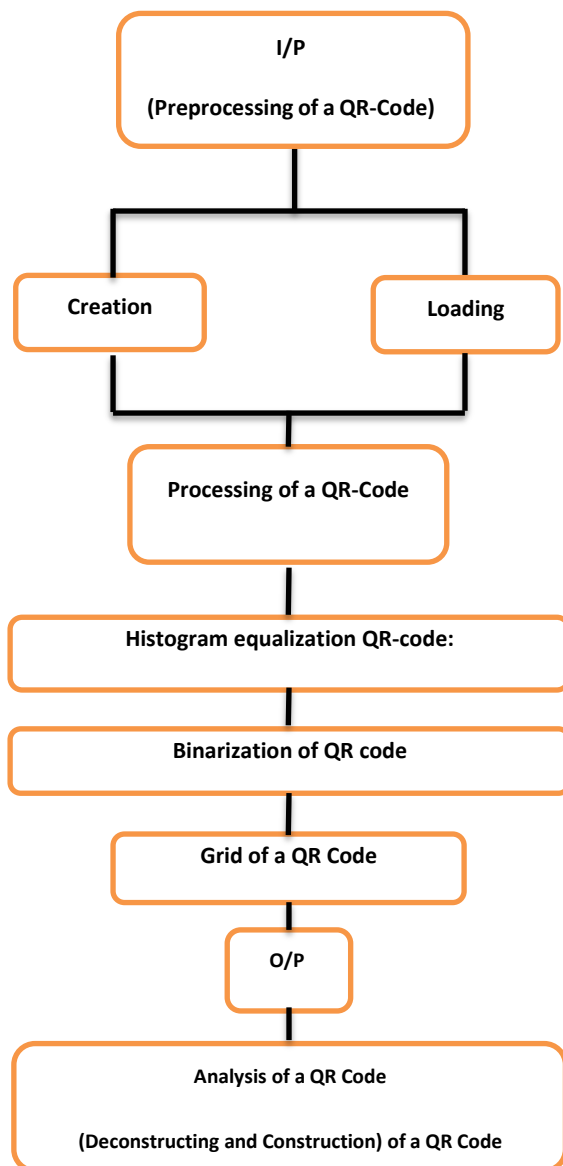 I/P
(Preprocessing of a QR-Code)
Creation
Loading
Processing of a QR-Code
Histogram equalization QR-code:
Binarization of QR code
Grid of a QR Code
O/P
Analysis of a QR Code
(Deconstructing and Construction) of a QR Code